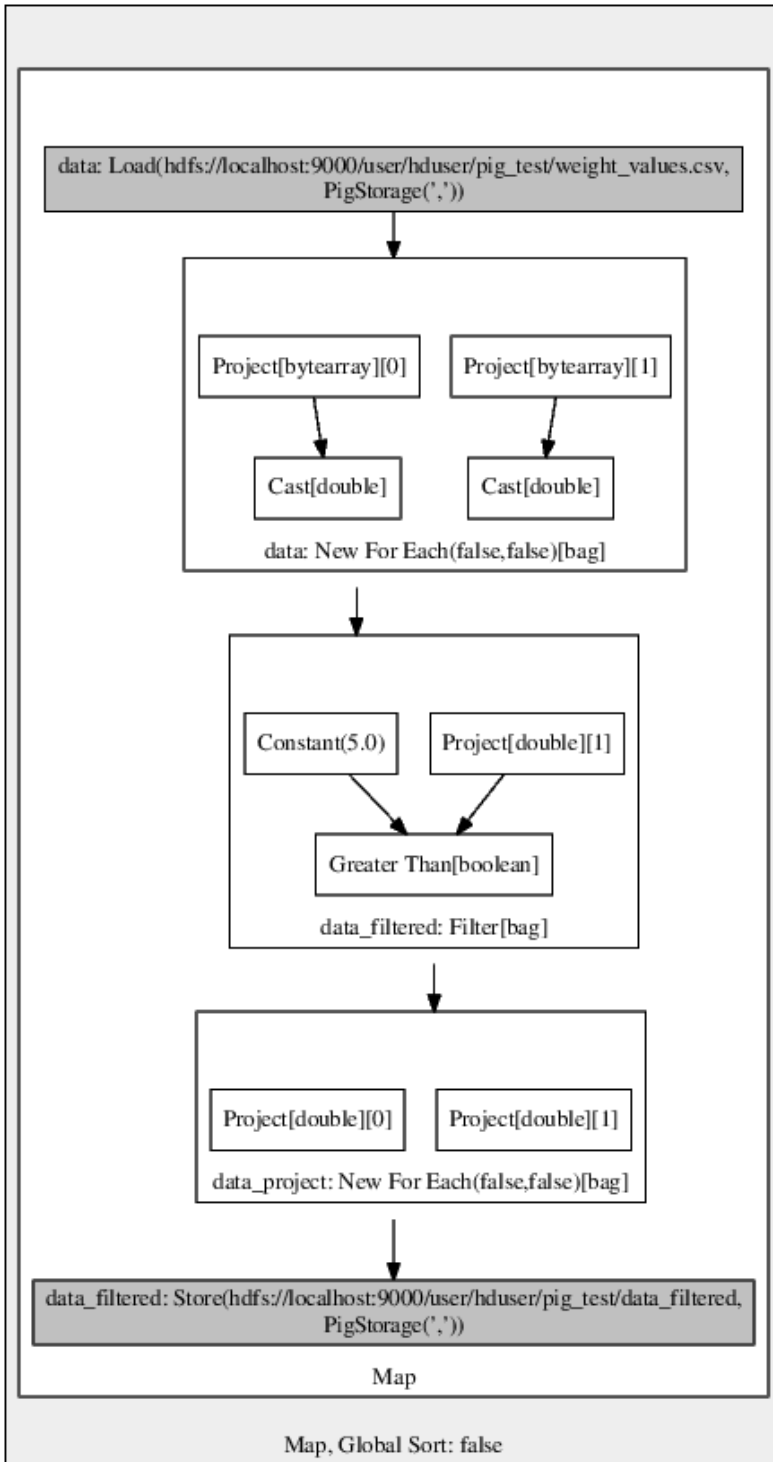 data: Load(hdfs://localhost:9000/user/hduser/pig_test/weight_values.csv,
PigStorage(’,’))
Project[bytearray][0]
Project[bytearray][1]
Cast[double]
Cast[double]
data: New For Each(false,false)[bag]
Constant(5.0)
Project[double][1]
Greater Than[boolean]
data_filtered: Filter[bag]
Project[double][0]
Project[double][1]
data_project: New For Each(false,false)[bag]
data_filtered: Store(hdfs://localhost:9000/user/hduser/pig_test/data_filtered,
PigStorage(’,’))
Map
Map, Global Sort: false